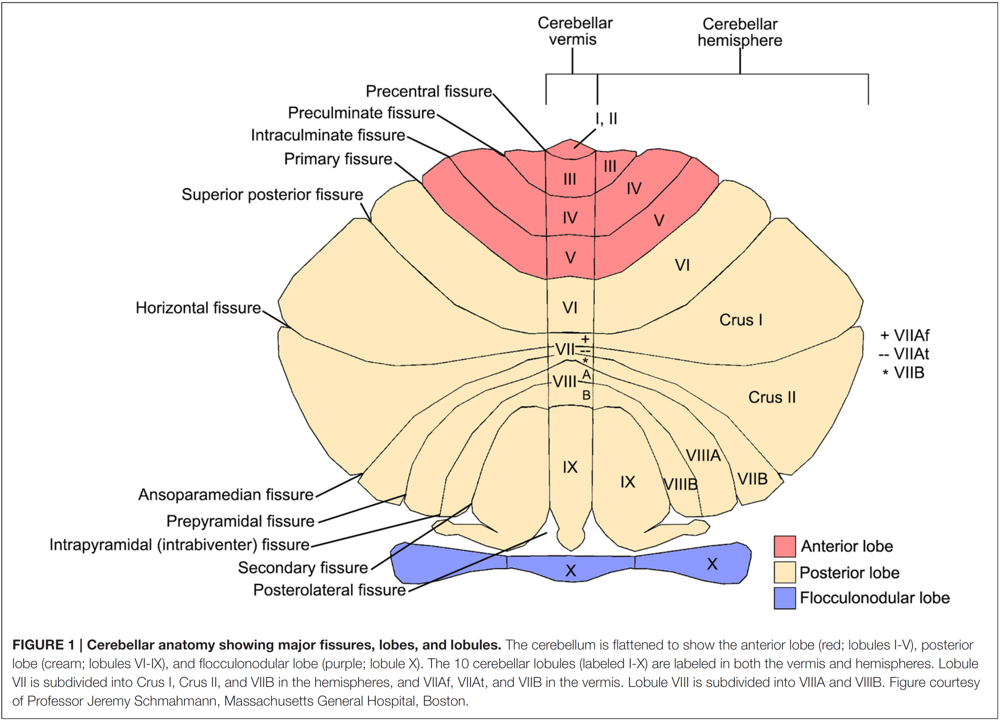 Cerebellar
vermis
Cerebellar
hemisphere
Precentral fissure
Preculminate fissure
Intraculminate fissure
Primary fissure
Superior posterior fissure
Horizontal fissure
Ansoparamedian fissure
Prepyramidal fissure
Intrapyramidal (intrabiventer) fissure
Secondary fissure
Posterolateral fissure
I, II
III
III
IV
IV
V
V
VI
VI
Crus I
VII
+
--
*
+ VIIAf
-- VIIAt
* VIIB
VIII
A
B
Crus II
VIIIA
VIIB
VIIIB
IX
IX
X
X
Anterior lobe
Posterior lobe
Flocculonodular lobe
FIGURE 1 | Cerebellar anatomy showing major fissures, lobes, and lobules. The cerebellum is flattened to show the anterior lobe (red; lobules I-V), posterior
lobe (cream; lobules VI-IX), and flocculonodular lobe (purple; lobule X). The 10 cerebellar lobules (labeled I-X) are labeled in both the vermis and hemispheres. Lobule
VII is subdivided into Crus I, Crus II, and VIIB in the hemispheres, and VIIAf, VIIAt, and VIIB in the vermis. Lobule VIII is subdivided into VIIIA and VIIIB. Figure courtesy
of Professor Jeremy Schmahmann, Massachusetts General Hospital, Boston.